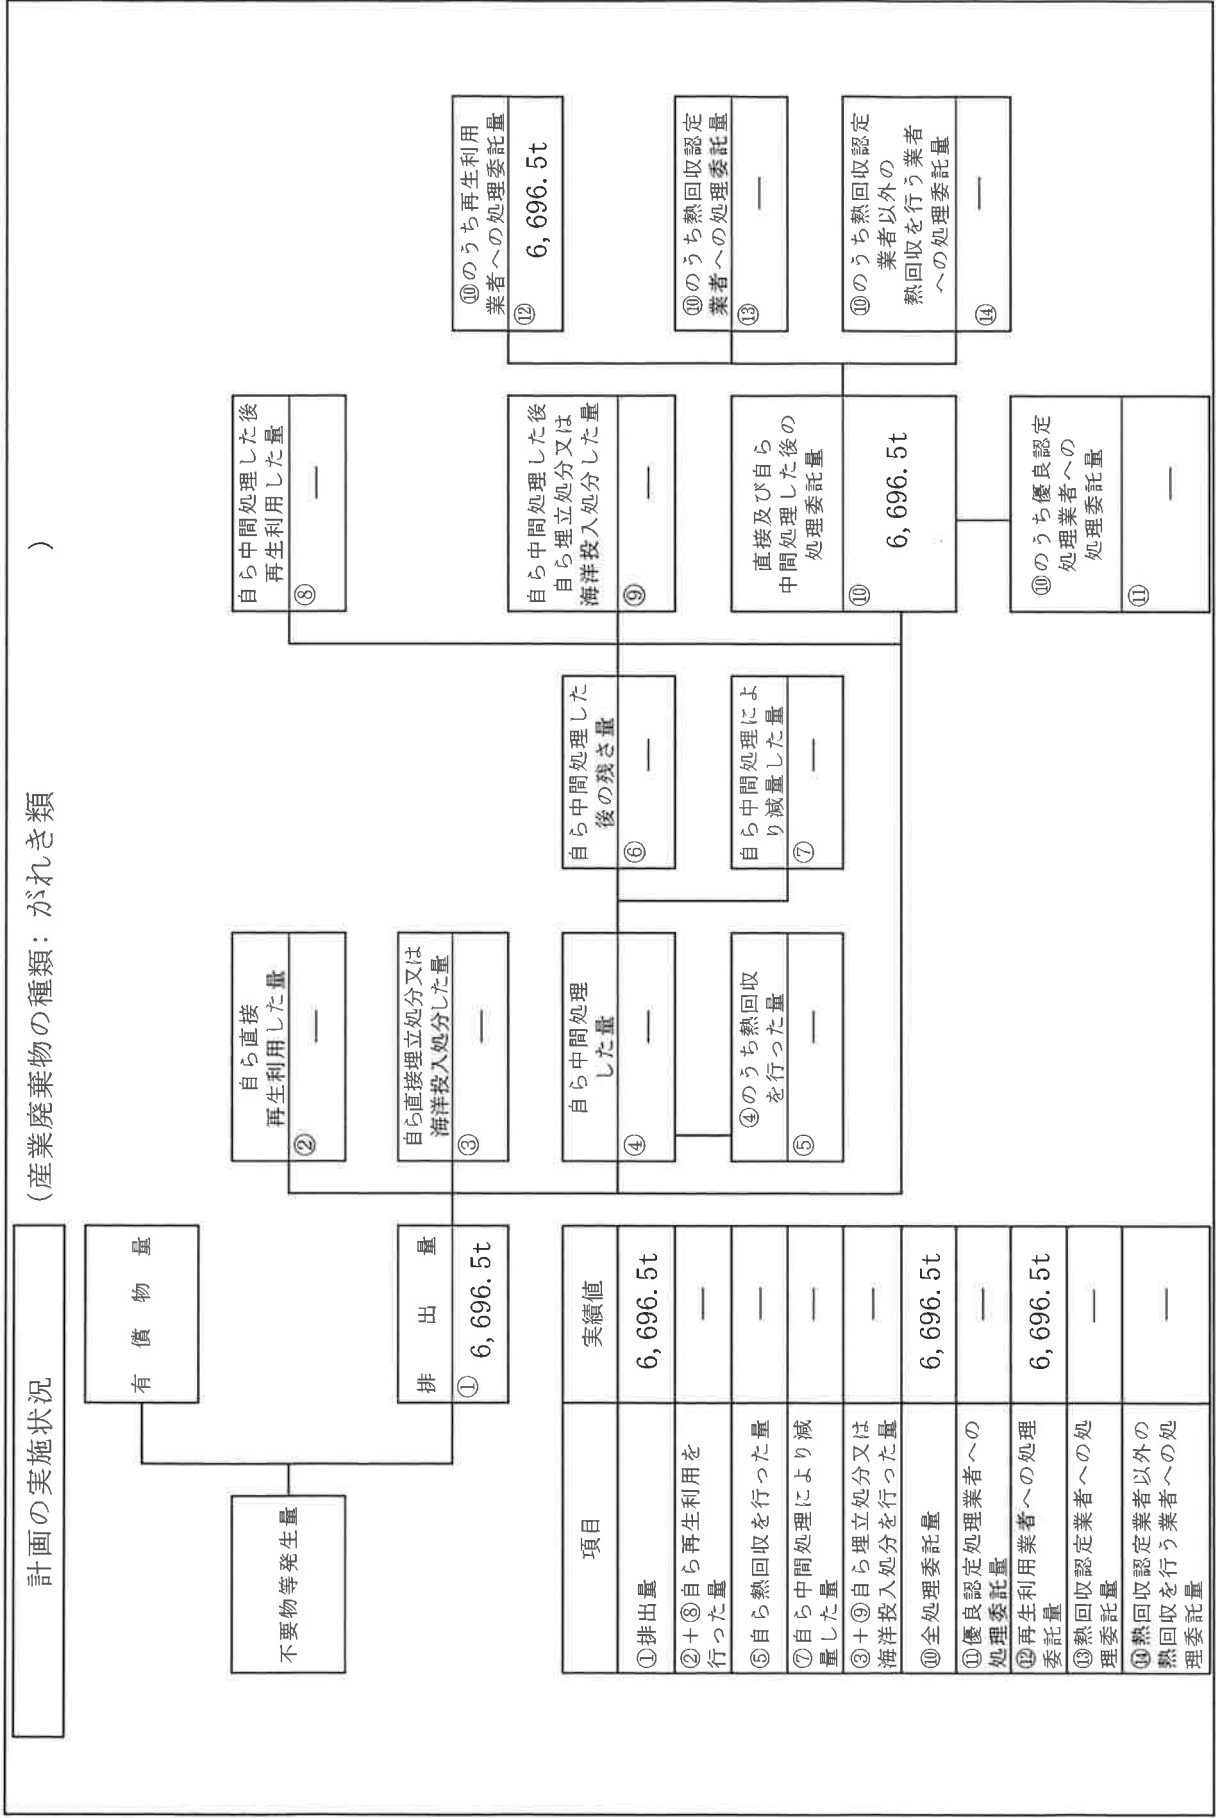 計画の実施状況
(産業廃棄物の種類：がれき類 )
不要物等発生量
有償物量
排出量
① 6,696.5t
自ら直接
再生利用した量
② —
自ら直接埋立処分又は
海洋投入処分した量
③ —
自ら中間処理
した量
④ —
④のうち熱回収
を行った量
⑤ —
自ら中間処理した
後の残さ量
⑥ —
自ら中間処理によ
り減量した量
⑦ —
自ら中間処理した後
再生利用した量
⑧ —
自ら中間処理した後
自ら埋立処分又は
海洋投入処分した量
⑨ —
直接及び自ら
中間処理した後の
処理委託量
⑩ 6,696.5t
⑩のうち優良認定
処理業者への
処理委託量
⑪ —
⑩のうち再生利用
業者への処理委託量
⑫ 6,696.5t
⑩のうち熱回収認定
業者への処理委託量
⑬ —
⑩のうち熱回収認定
業者以外の
熱回収を行う業者
への処理委託量
⑭ —
項目 実績値
①排出量 6,696.5t
②＋⑧自ら再生利用を
行った量 —
⑤自ら熱回収を行った量 —
⑦自ら中間処理により減
量した量 —
③＋⑨自ら埋立処分又は
海洋投入処分を行った量 —
⑩全処理委託量 6,696.5t
⑪優良認定処理業者への
処理委託量 —
⑫再生利用業者への処理
委託量 6,696.5t
⑬熱回収認定業者への処
理委託量 —
⑭熱回収認定業者以外の
熱回収を行う業者への処
理委託量 —